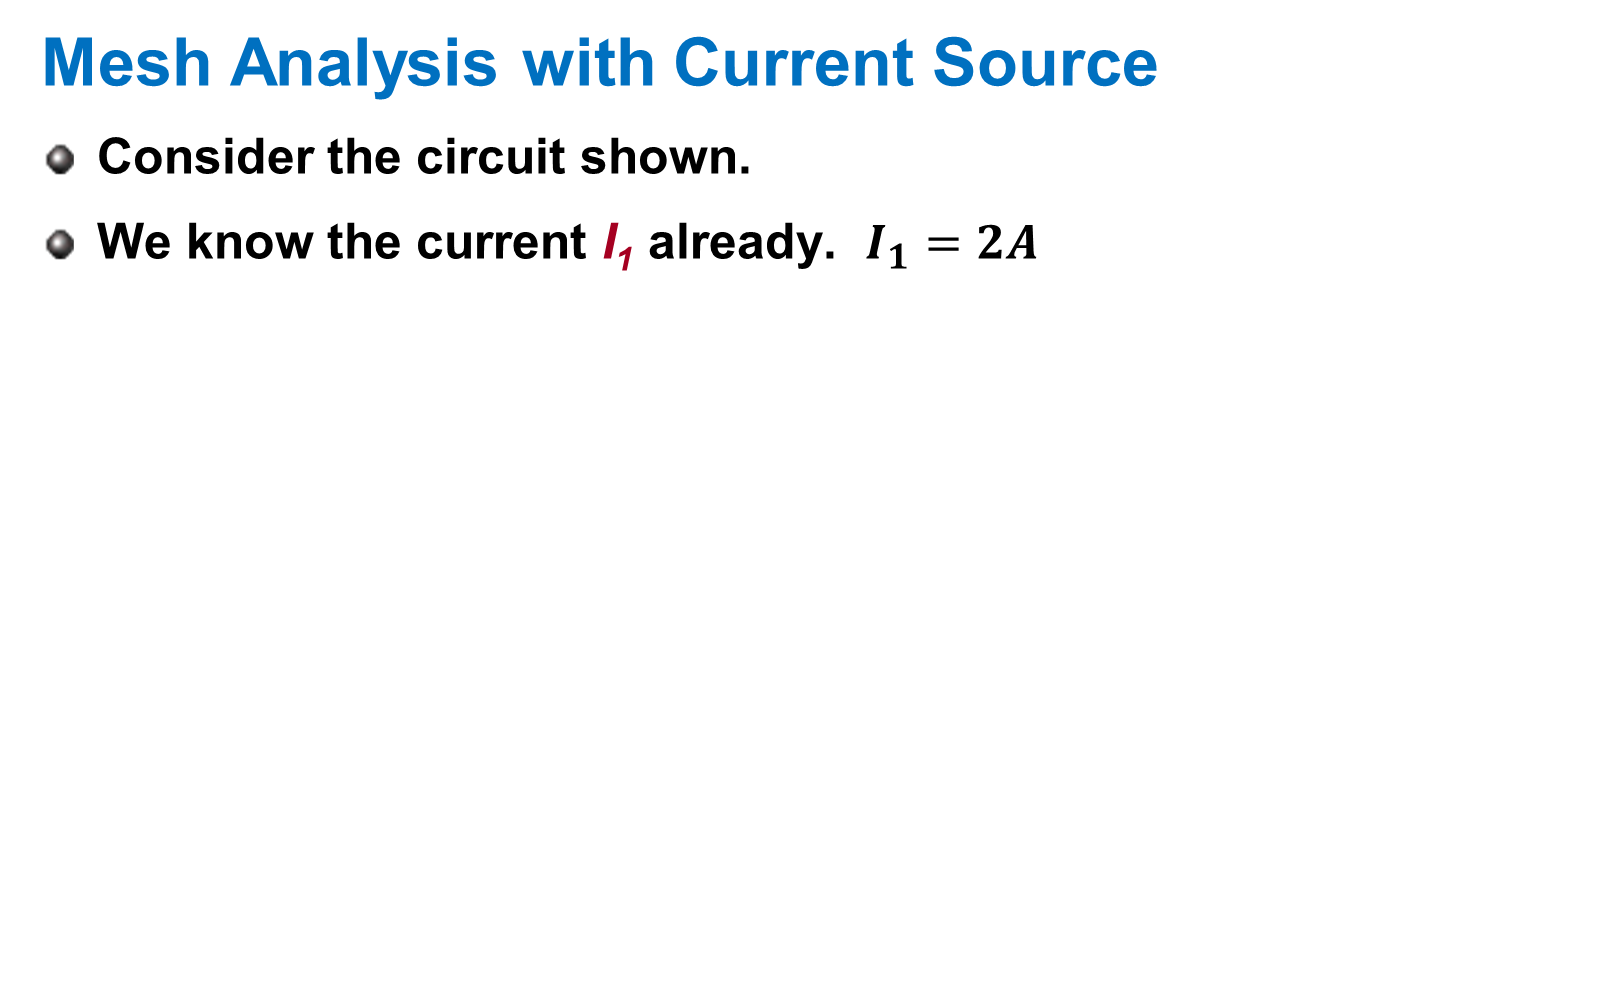 Mesh Analysis with Current Source
Consider the circuit shown.
We know the current I₁ already. I₁ = 2A